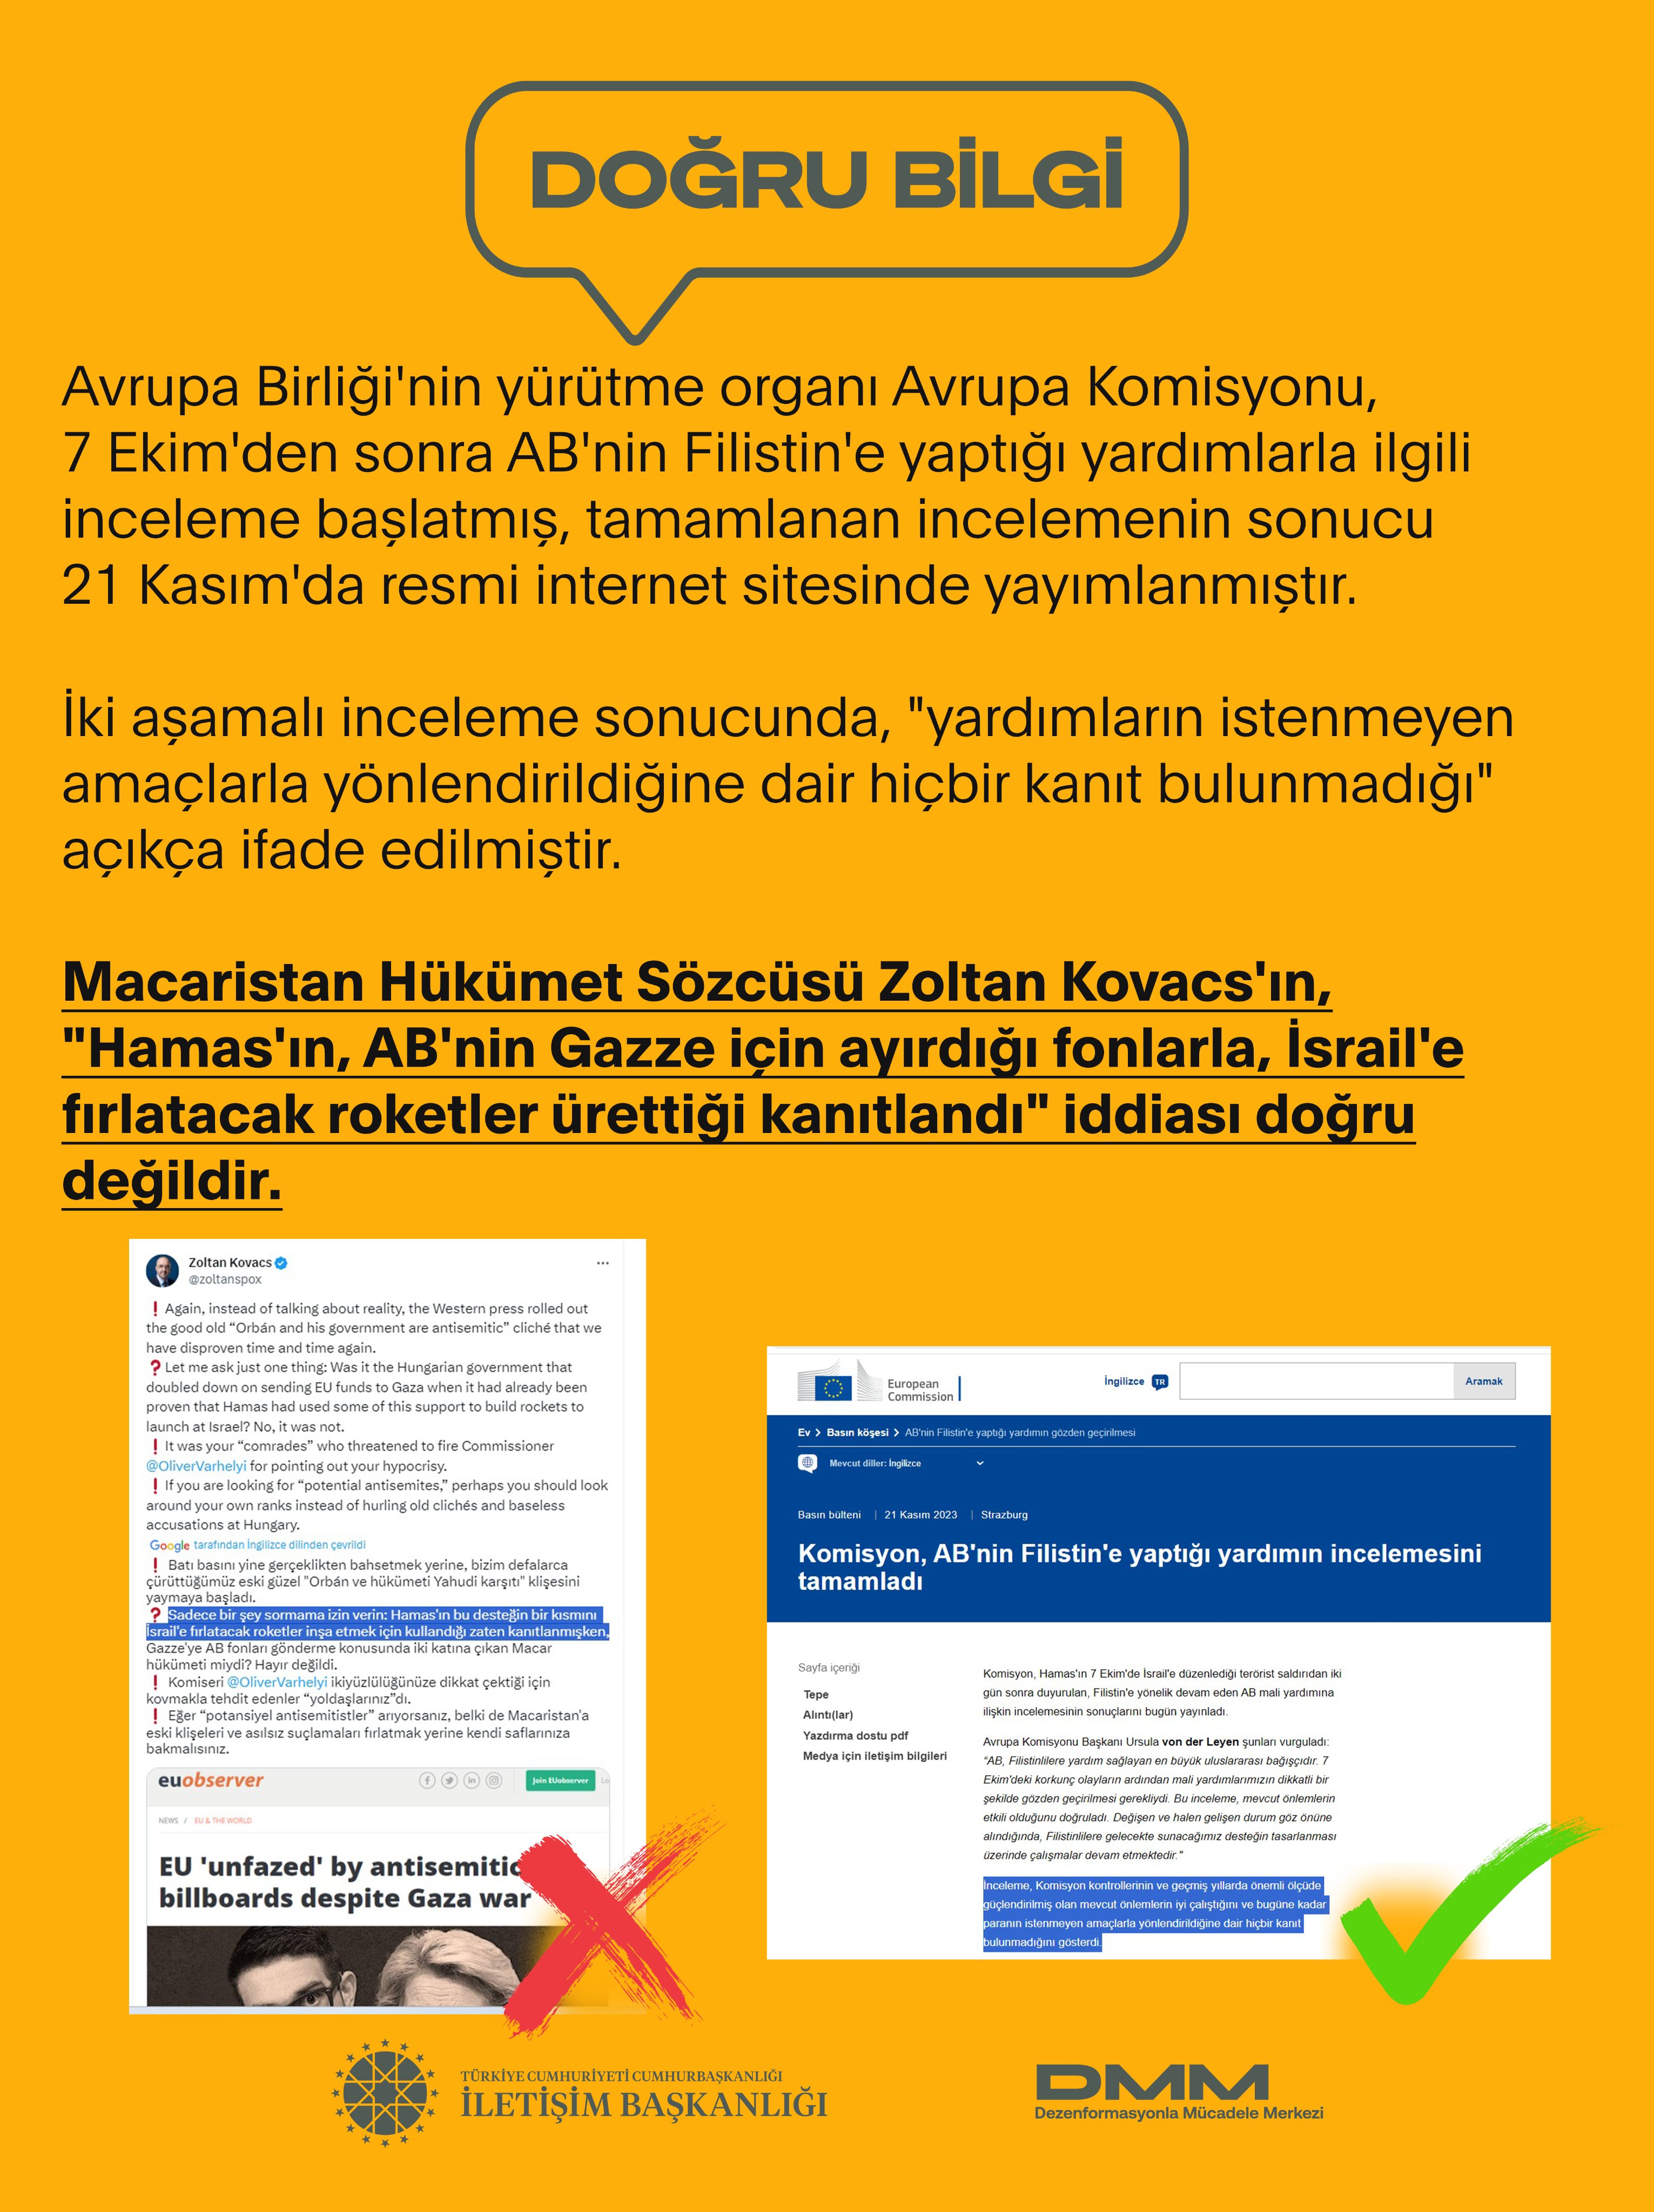 DOĞRU BİLGİ
Avrupa Birliği'nin yürütme organı Avrupa Komisyonu,
7 Ekim'den sonra AB'nin Filistin'e yaptığı yardımlarla ilgili
inceleme başlatmış, tamamlanan incelemenin sonucu
21 Kasım'da resmi internet sitesinde yayımlanmıştır.
İki aşamalı inceleme sonucunda, "yardımların istenmeyen
amaçlarla yönlendirildiğine dair hiçbir kanıt bulunmadığı"
açıkça ifade edilmiştir.
Macaristan Hükümet Sözcüsü Zoltan Kovacs'ın,
"Hamas'ın, AB'nin Gazze için ayırdığı fonlarla, İsrail'e
fırlatacak roketler ürettiği kanıtlandı" iddiası doğru
değildir.
Zoltan Kovacs
@zoltanspox
❗ Again, instead of talking about reality, the Western press rolled out
the good old “Orbán and his government are antisemitic” cliché that we
have disproven time and time again.
❓ Let me ask just one thing: Was it the Hungarian government that
doubled down on sending EU funds to Gaza when it had already been
proven that Hamas had used some of this support to build rockets to
launch at Israel? No, it was not.
❗ It was your “comrades” who threatened to fire Commissioner
@OliverVarhelyi for pointing out your hypocrisy.
❗ If you are looking for “potential antisemites,” perhaps you should look
around your own ranks instead of hurling old clichés and baseless
accusations at Hungary.
Google tarafından İngilizce dilinden çevrildi
❗ Batı basını yine gerçeklikten bahsetmek yerine, bizim defalarca
çürüttüğümüz eski güzel "Orbán ve hükümeti Yahudi karşıtı" klişesini
yaymaya başladı.
❓ Sadece bir şey sormama izin verin: Hamas'ın bu desteğin bir kısmını
İsrail'e fırlatacak roketler inşa etmek için kullandığı zaten kanıtlanmışken,
Gazze'ye AB fonları gönderme konusunda iki katına çıkan Macar
hükümeti miydi? Hayır değildi.
❗ Komiseri @OliverVarhelyi ikiyüzlülüğünüze dikkat çektiği için
kovmakla tehdit edenler “yoldaşlarınız”dı.
❗ Eğer “potansiyel antisemitistler” arıyorsanız, belki de Macaristan'a
eski klişeleri ve asılsız suçlamaları fırlatmak yerine kendi saflarınıza
bakmalısınız.
euobserver
Join EUobserver
Lo
NEWS / EU & THE WORLD
EU 'unfazed' by antisemitic
billboards despite Gaza war
European
Commission
İngilizce TR
Aramak
Ev > Basın köşesi > AB'nin Filistin'e yaptığı yardımın gözden geçirilmesi
Mevcut diller: İngilizce
Basın bülteni | 21 Kasım 2023 | Strazburg
Komisyon, AB'nin Filistin'e yaptığı yardımın incelemesini
tamamladı
Sayfa içeriği
Tepe
Alıntı(lar)
Yazdırma dostu pdf
Medya için iletişim bilgileri
Komisyon, Hamas'ın 7 Ekim'de İsrail'e düzenlediği terörist saldırıdan iki
gün sonra duyurulan, Filistin'e yönelik devam eden AB mali yardımına
ilişkin incelemesinin sonuçlarını bugün yayınladı.
Avrupa Komisyonu Başkanı Ursula von der Leyen şunları vurguladı:
“AB, Filistinlilere yardım sağlayan en büyük uluslararası bağışçıdır. 7
Ekim'deki korkunç olayların ardından mali yardımlarımızın dikkatli bir
şekilde gözden geçirilmesi gerekliydi. Bu inceleme, mevcut önlemlerin
etkili olduğunu doğruladı. Değişen ve halen gelişen durum göz önüne
alındığında, Filistinlilere gelecekte sunacağımız desteğin tasarlanması
üzerinde çalışmalar devam etmektedir.”
İnceleme, Komisyon kontrollerinin ve geçmiş yıllarda önemli ölçüde
güçlendirilmiş olan mevcut önlemlerin iyi çalıştığını ve bugüne kadar
paranın istenmeyen amaçlarla yönlendirildiğine dair hiçbir kanıt
bulunmadığını gösterdi.
TÜRKİYE CUMHURİYETİ CUMHURBAŞKANLIĞI
İLETİŞİM BAŞKANLIĞI
DMM
Dezenformasyonla Mücadele Merkezi